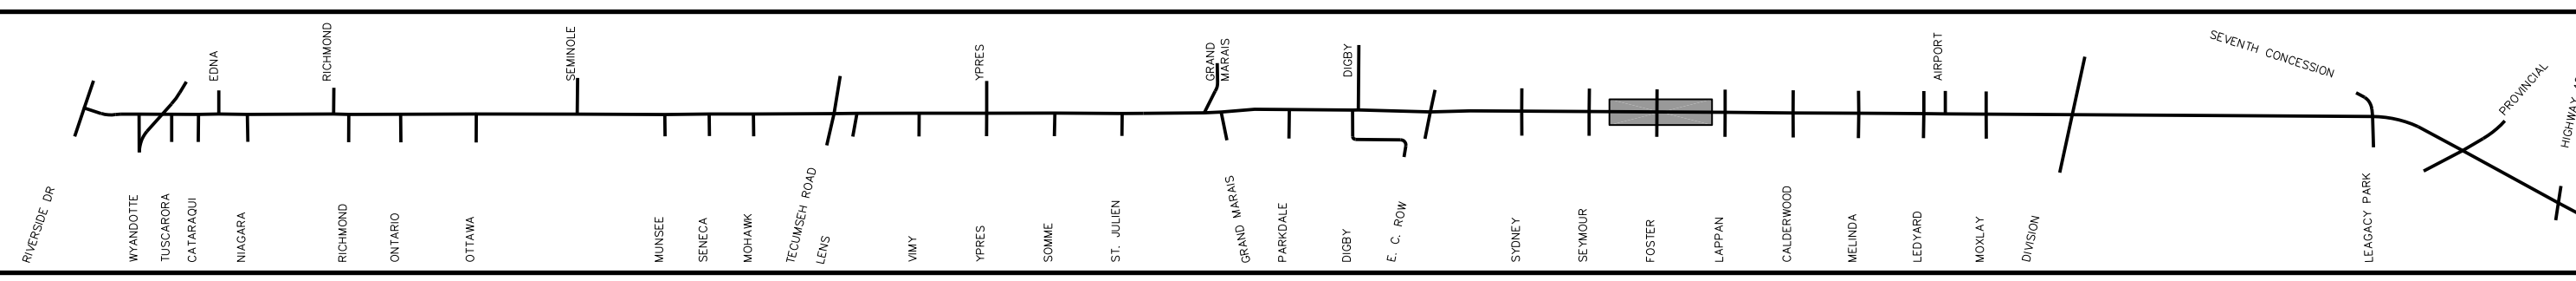 EDNA
RICHMOND
SEMINOLE
YPRES
GRAND
MARAIS
DIGBY
AIRPORT
SEVENTH CONCESSION
PROVINCIAL
RIVERSIDE DR
WYANDOTTE
TUSCARORA
CATARAQUI
NIAGARA
RICHMOND
ONTARIO
OTTAWA
MUNSEE
SENECA
MOHAWK
TECUMSEH ROAD
LENS
VIMY
YPRES
SOMME
ST. JULIEN
GRAND MARAIS
PARKDALE
DIGBY
E. C. ROW
SYDNEY
SEYMOUR
FOSTER
LAPPAN
CALDERWOOD
MELINDA
LEDYARD
MOXLAY
DIVISION
LEAGACY PARK
HIGHWAY